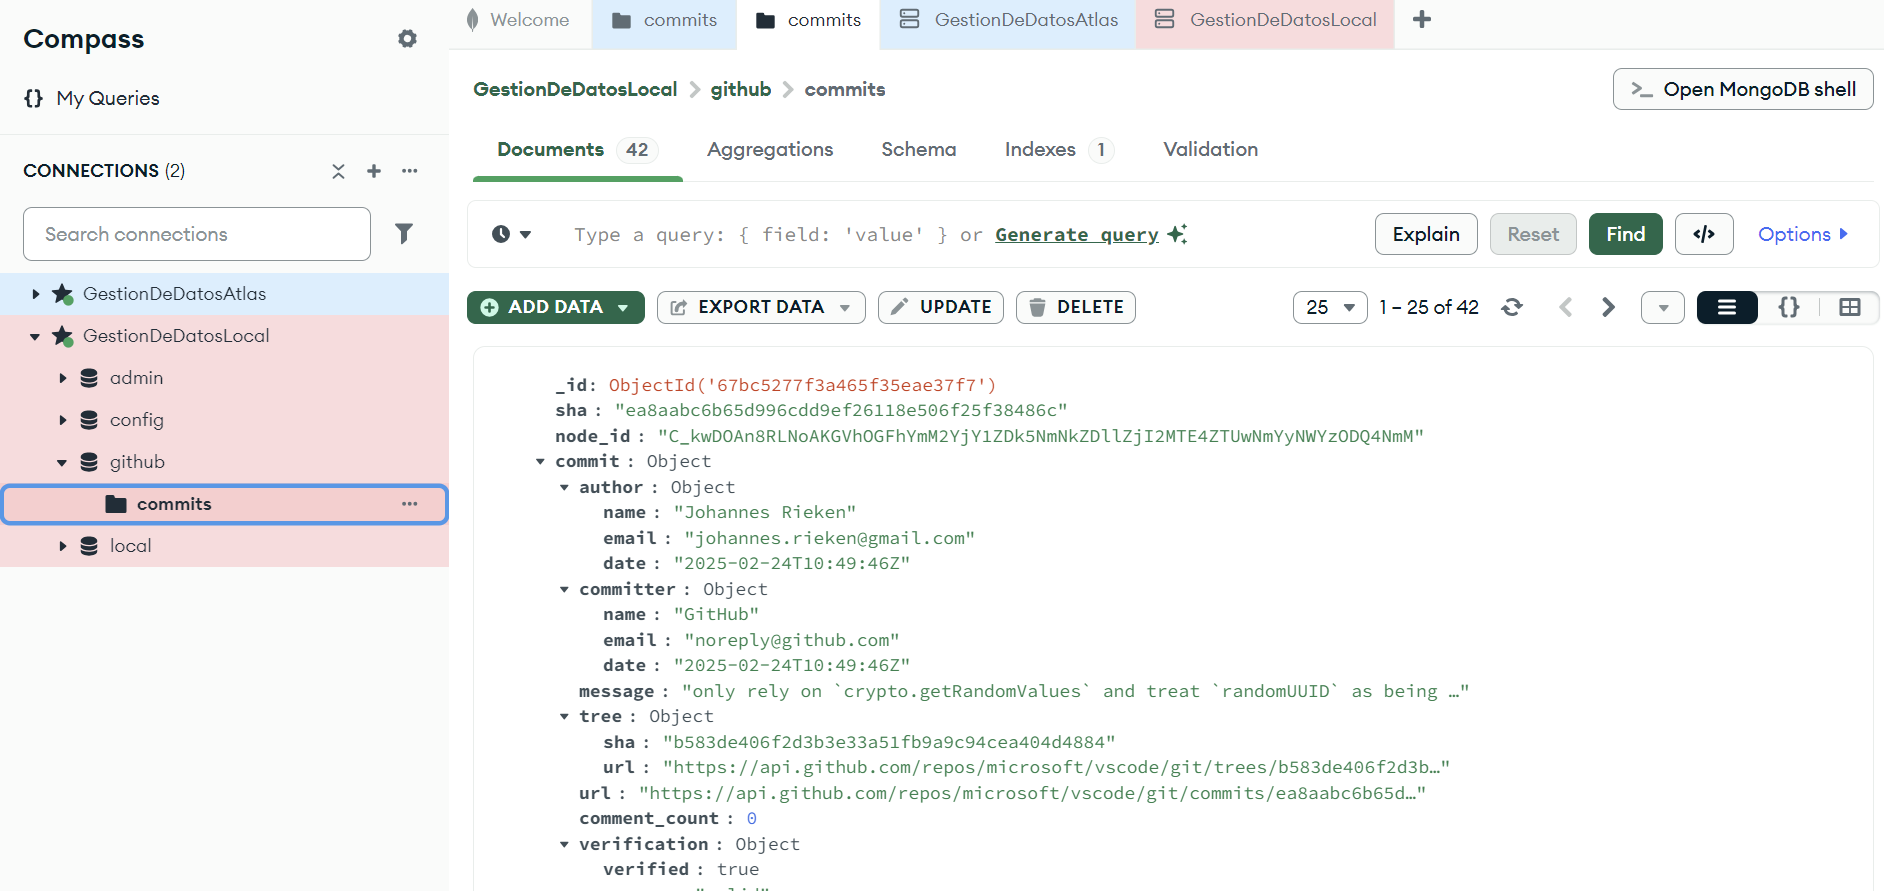 Compass
My Queries
CONNECTIONS (2)
Search connections
GestionDeDatosAtlas
GestionDeDatosLocal
admin
config
github
commits
local
Welcome
commits
commits
GestionDeDatosAtlas
GestionDeDatosLocal
GestionDeDatosLocal > github > commits
>_ Open MongoDB shell
Documents 42 Aggregations Schema Indexes 1 Validation
Type a query: { field: 'value' } or Generate query
Explain Reset Find </> Options
ADD DATA EXPORT DATA UPDATE DELETE 25 1 – 25 of 42 {}
_id: ObjectId('67bc5277f3a465f35eae37f7')
sha : "ea8aabc6b65d996cdd9ef26118e506f25f38486c"
node_id : "C_kwDOAn8RLNoAKGVhOGFhYmM2YjY1ZDk5NmNkZDllZjI2MTE4ZTUwNmYyNWYzODQ4NmM"
commit : Object
author : Object
name : "Johannes Rieken"
email : "johannes.rieken@gmail.com"
date : "2025-02-24T10:49:46Z"
committer : Object
name : "GitHub"
email : "noreply@github.com"
date : "2025-02-24T10:49:46Z"
message : "only rely on `crypto.getRandomValues` and treat `randomUUID` as being …"
tree : Object
sha : "b583de406f2d3b3e33a51fb9a9c94cea404d4884"
url : "https://api.github.com/repos/microsoft/vscode/git/trees/b583de406f2d3b…"
url : "https://api.github.com/repos/microsoft/vscode/git/commits/ea8aabc6b65d…"
comment_count : 0
verification : Object
verified : true